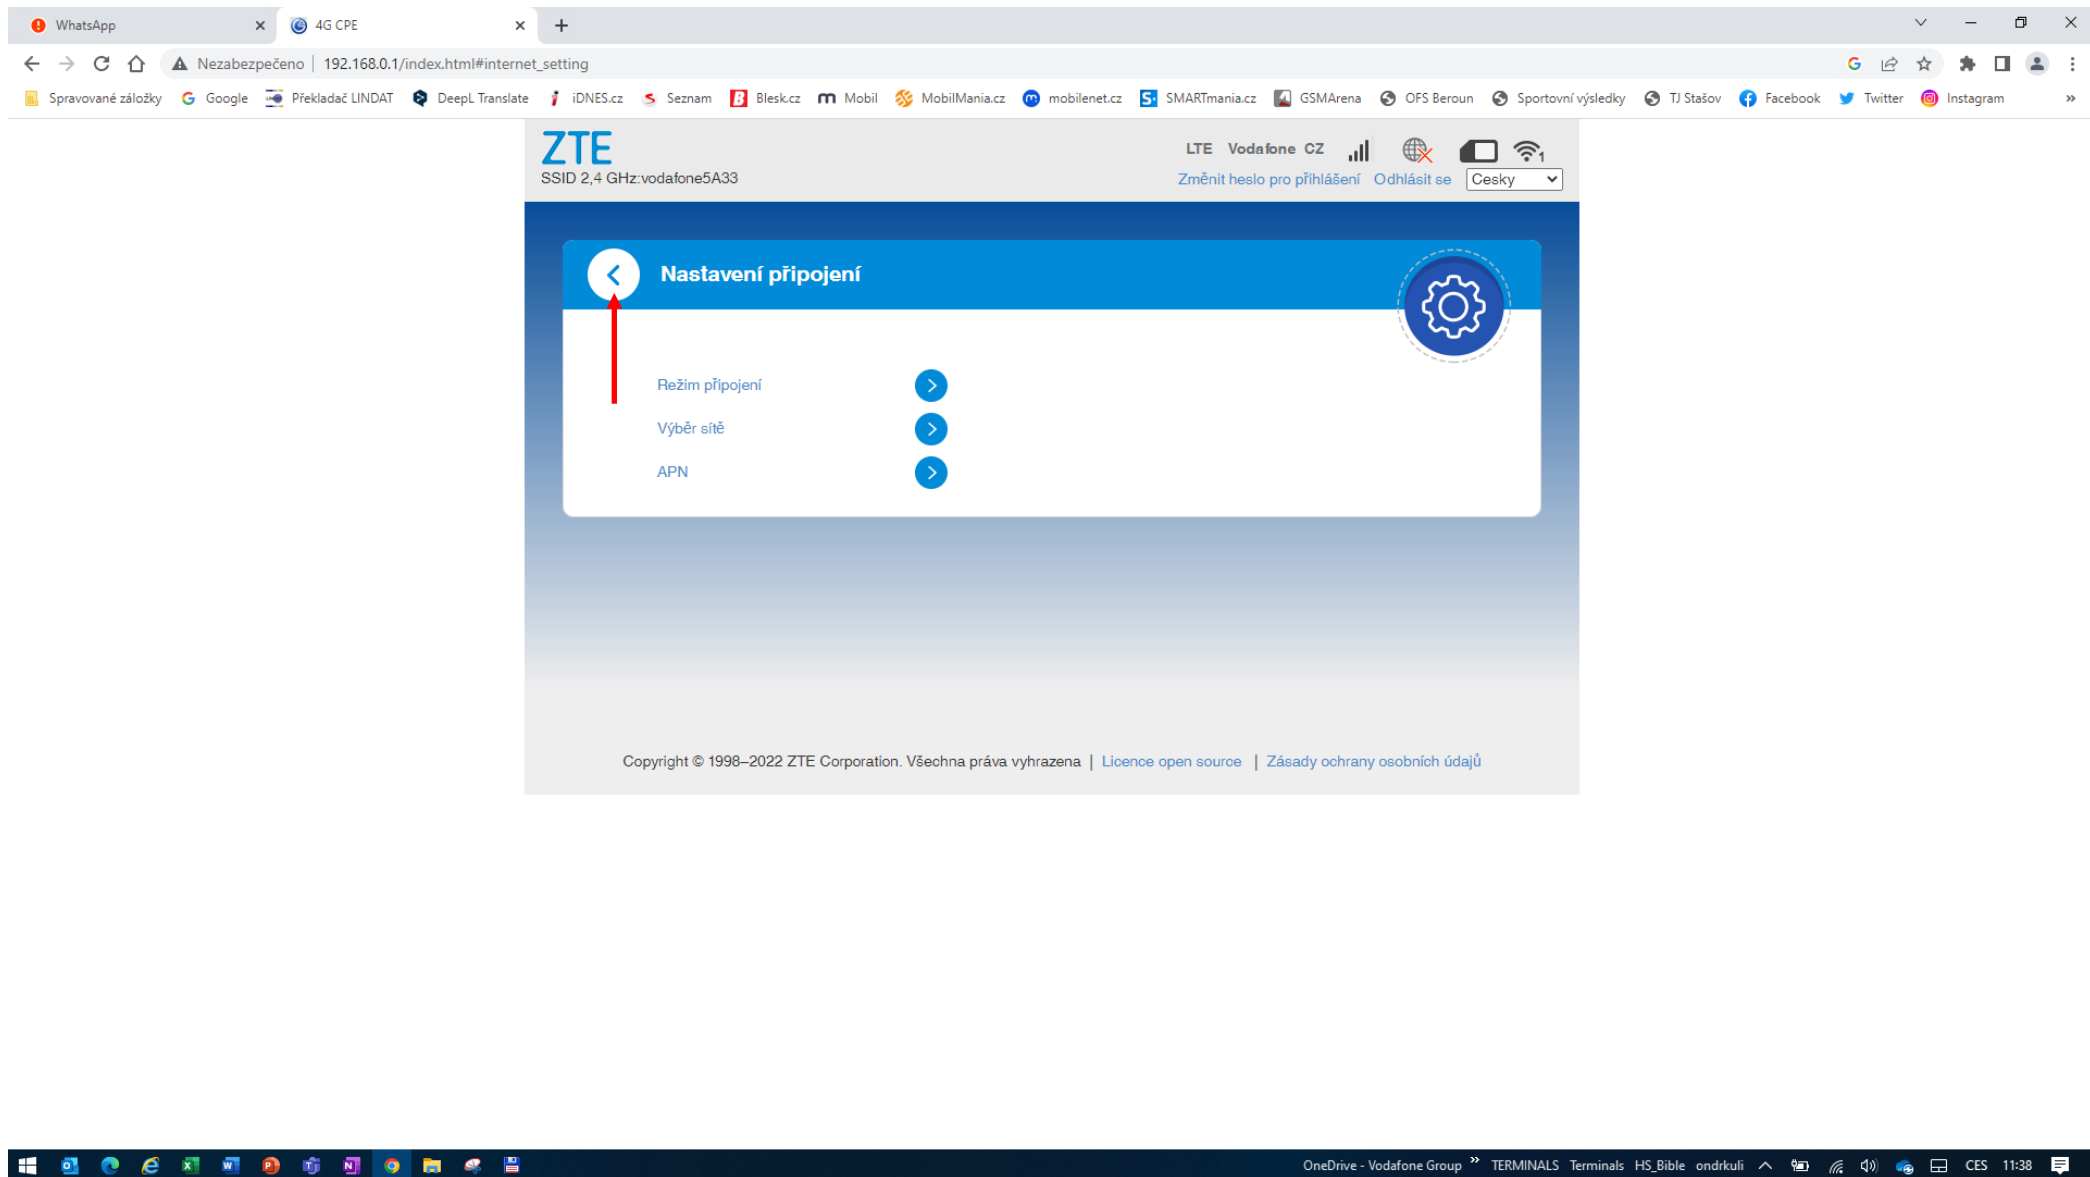 WhatsApp
4G CPE
Nezabezpečeno | 192.168.0.1/index.html#internet_setting
Spravované záložky Google Překladač LINDAT DeepL Translate iDNES.cz Seznam Blesk.cz Mobil MobilMania.cz mobilenet.cz SMARTmania.cz GSMArena OFS Beroun Sportovní výsledky TJ Stašov Facebook Twitter Instagram »
ZTE
LTE Vodafone CZ 1
SSID 2,4 GHz:vodafone5A33
Změnit heslo pro přihlášení Odhlásit se Cesky
Nastavení připojení
Režim připojení
Výběr sítě
APN
Copyright © 1998–2022 ZTE Corporation. Všechna práva vyhrazena | Licence open source | Zásady ochrany osobních údajů
OneDrive - Vodafone Group » TERMINALS Terminals HS_Bible ondrkuli CES 11:38